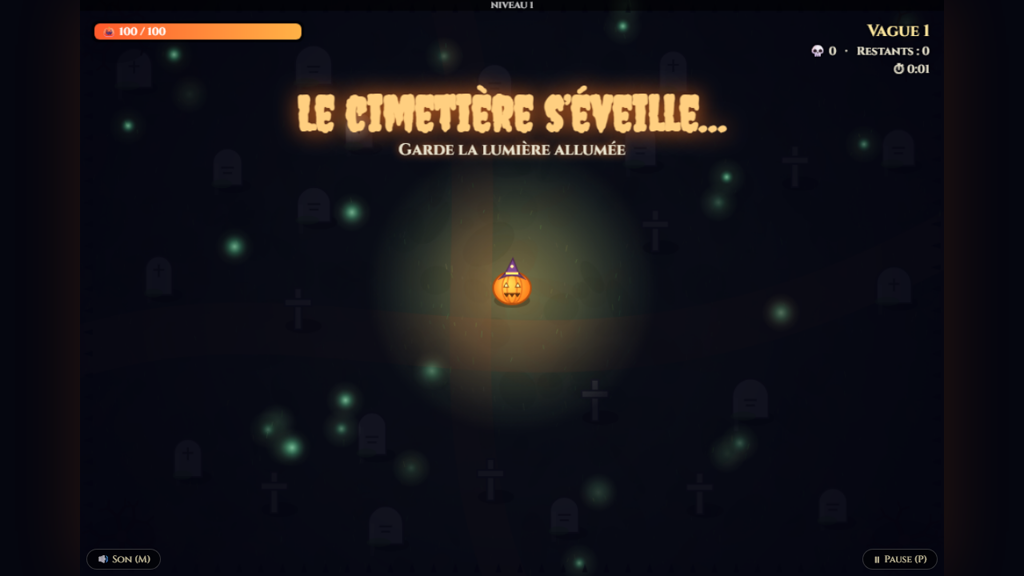 NIVEAU 1
100 / 100
VAGUE 1
0 · RESTANTS : 0
0:01
LE CIMETIÈRE S'ÉVEILLE...
GARDE LA LUMIÈRE ALLUMÉE
SON (M)
PAUSE (P)